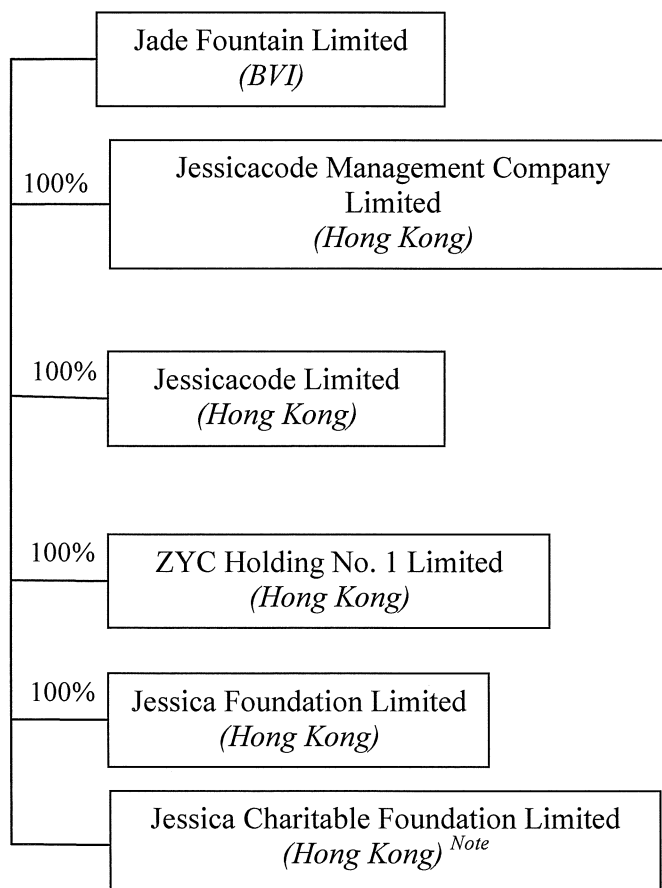 Jade Fountain Limited
(BVI)
100%
Jessicacode Management Company
Limited
(Hong Kong)
100%
Jessicacode Limited
(Hong Kong)
100%
ZYC Holding No. 1 Limited
(Hong Kong)
100%
Jessica Foundation Limited
(Hong Kong)
Jessica Charitable Foundation Limited
(Hong Kong) Note